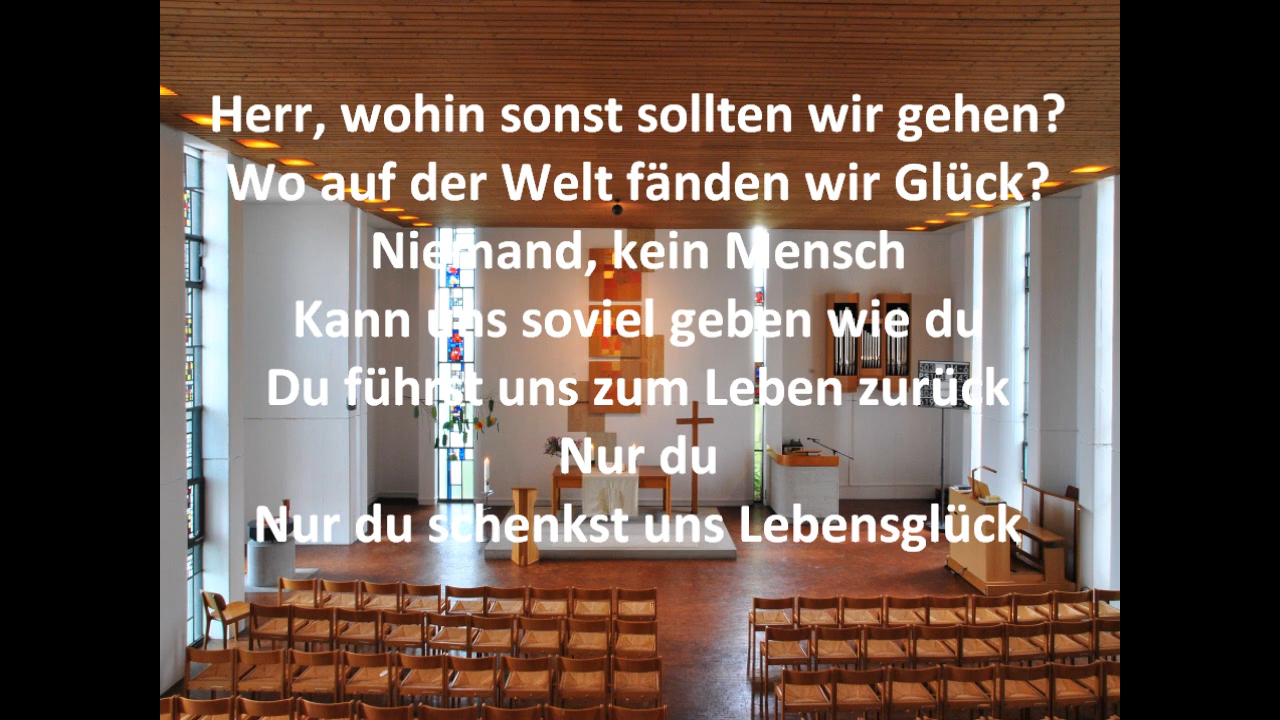 Herr, wohin sonst sollten wir gehen?
Wo auf der Welt fänden wir Glück?
Niemand, kein Mensch
Kann uns soviel geben wie du
Du führst uns zum Leben zurück
Nur du
Nur du schenkst uns Lebensglück